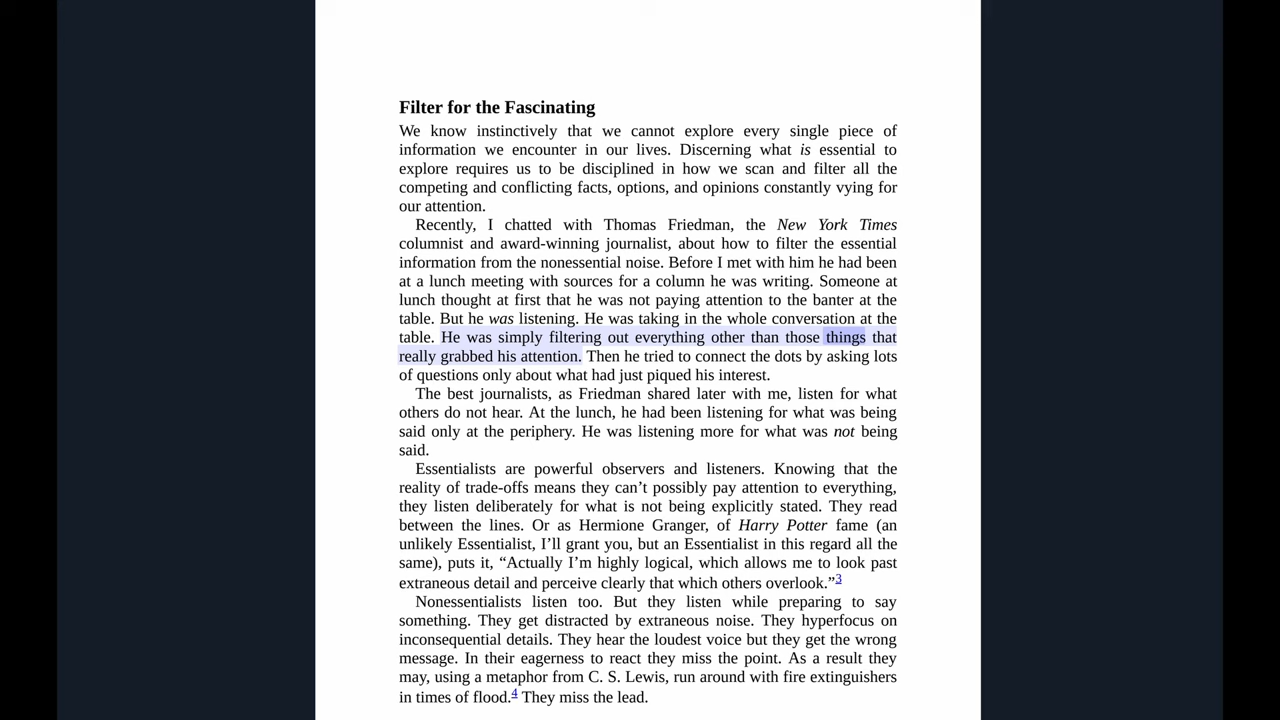 Filter for the Fascinating
We know instinctively that we cannot explore every single piece of
information we encounter in our lives. Discerning what is essential to
explore requires us to be disciplined in how we scan and filter all the
competing and conflicting facts, options, and opinions constantly vying for
our attention.
Recently, I chatted with Thomas Friedman, the New York Times
columnist and award-winning journalist, about how to filter the essential
information from the nonessential noise. Before I met with him he had been
at a lunch meeting with sources for a column he was writing. Someone at
lunch thought at first that he was not paying attention to the banter at the
table. But he was listening. He was taking in the whole conversation at the
table. He was simply filtering out everything other than those things that
really grabbed his attention. Then he tried to connect the dots by asking lots
of questions only about what had just piqued his interest.
The best journalists, as Friedman shared later with me, listen for what
others do not hear. At the lunch, he had been listening for what was being
said only at the periphery. He was listening more for what was not being
said.
Essentialists are powerful observers and listeners. Knowing that the
reality of trade-offs means they can’t possibly pay attention to everything,
they listen deliberately for what is not being explicitly stated. They read
between the lines. Or as Hermione Granger, of Harry Potter fame (an
unlikely Essentialist, I’ll grant you, but an Essentialist in this regard all the
same), puts it, “Actually I’m highly logical, which allows me to look past
extraneous detail and perceive clearly that which others overlook.”3
Nonessentialists listen too. But they listen while preparing to say
something. They get distracted by extraneous noise. They hyperfocus on
inconsequential details. They hear the loudest voice but they get the wrong
message. In their eagerness to react they miss the point. As a result they
may, using a metaphor from C. S. Lewis, run around with fire extinguishers
in times of flood.4 They miss the lead.